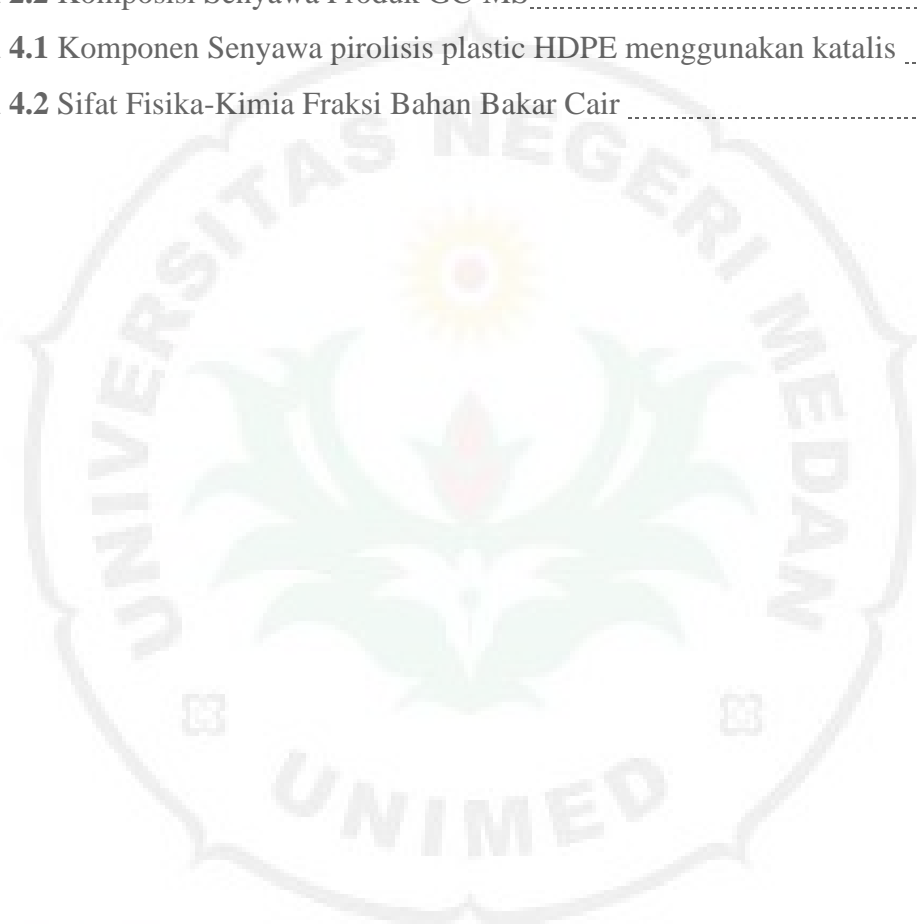 2.2 Komposisi Senyawa Produk GC-MS
4.1 Komponen Senyawa pirolisis plastic HDPE menggunakan katalis
4.2 Sifat Fisika-Kimia Fraksi Bahan Bakar Cair
UNIVERSITAS NEGERI MEDAN
UNIMED